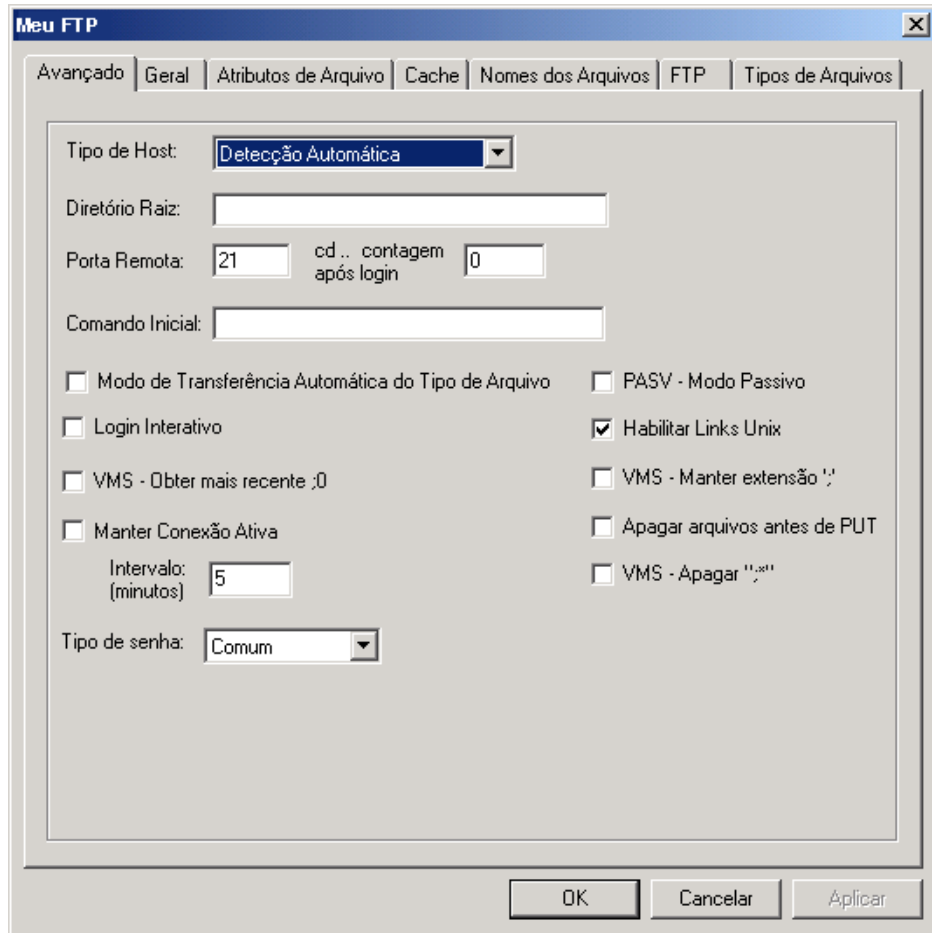 Meu FTP
Avançado Geral Atributos de Arquivo Cache Nomes dos Arquivos FTP Tipos de Arquivos
Tipo de Host: Detecção Automática
Diretório Raiz:
Porta Remota: 21 cd .. contagem após login 0
Comando Inicial:
Modo de Transferência Automática do Tipo de Arquivo
PASV - Modo Passivo
Login Interativo
Habilitar Links Unix
VMS - Obter mais recente ;0
VMS - Manter extensão ';'
Manter Conexão Ativa
Apagar arquivos antes de PUT
Intervalo: (minutos) 5
VMS - Apagar ";*"
Tipo de senha: Comum
OK Cancelar Aplicar